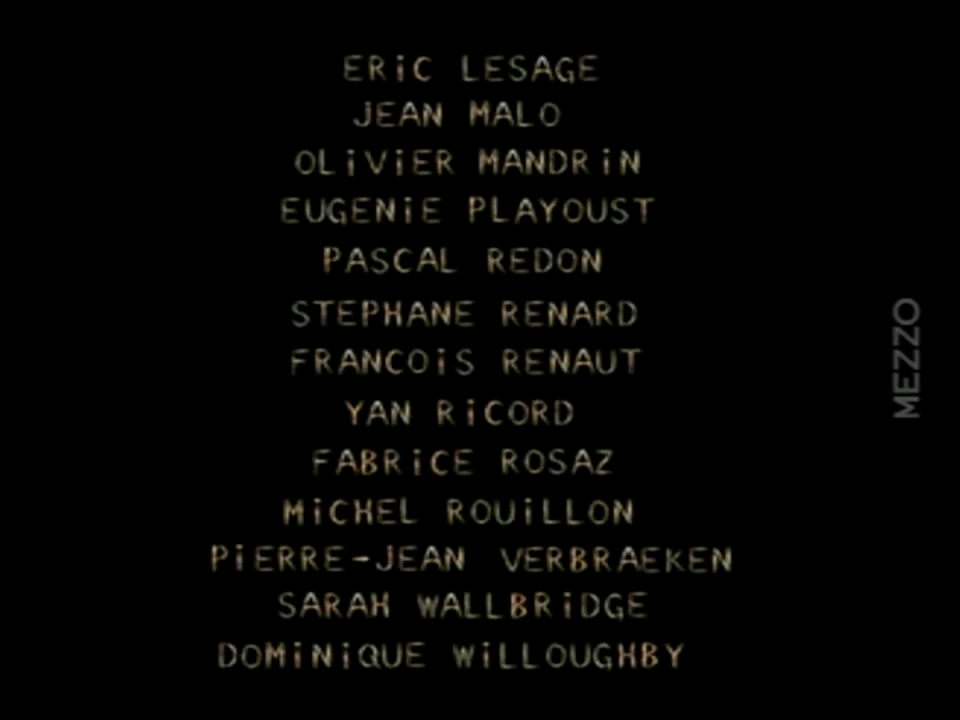 ERiC LESAGE
JEAN MALO
OLiViER MANDRiN
EUGENiE PLAYOUST
PASCAL REDON
STEPHANE RENARD
FRANCOiS RENAUT
YAN RiCORD
FABRiCE ROSAZ
MiCHEL ROUiLLON
PiERRE-JEAN VERBRAEKEN
SARAH WALLBRiDGE
DOMiNiQUE WiLLOUGHBY
MEZZO